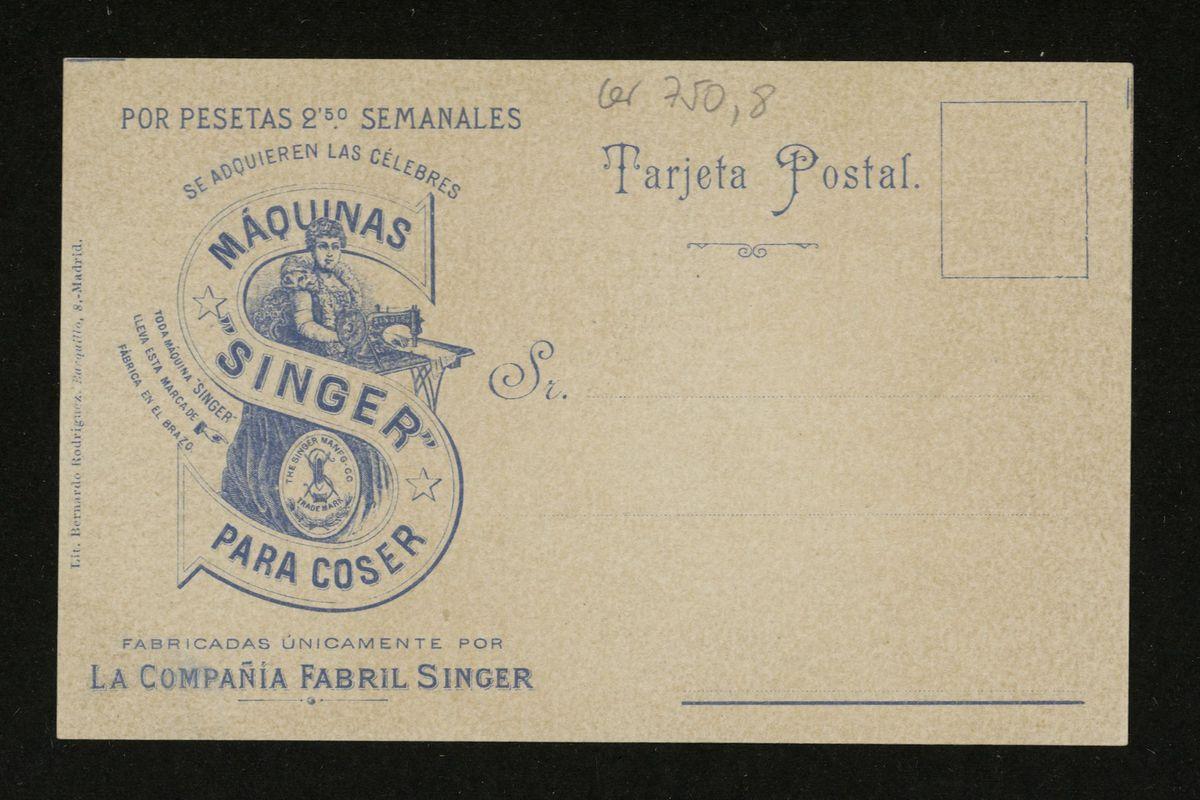 POR PESETAS 2'50 SEMANALES
SE ADQUIEREN LAS CÉLEBRES
MÁQUINAS
"SINGER"
PARA COSER
SINGER
TODA MÁQUINA "SINGER"
LLEVA ESTA MARCA DE
FÁBRICA EN EL BRAZO
THE SINGER MANFG. CO.
TRADE MARK
FABRICADAS ÚNICAMENTE POR
LA COMPAÑÍA FABRIL SINGER
Lit. Bernardo Rodríguez. Barquillo, 8.-Madrid.
750,8
Tarjeta Postal.
Sr.